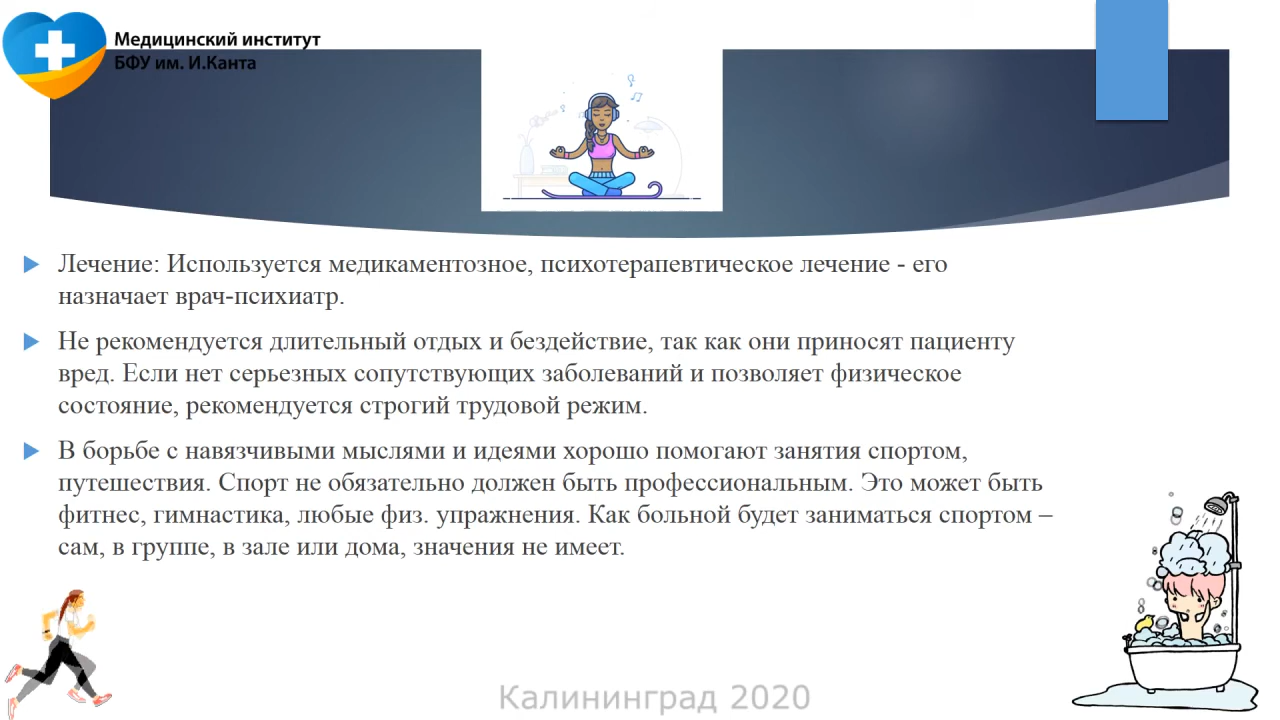 Медицинский институт
БФУ им. И.Канта
Лечение: Используется медикаментозное, психотерапевтическое лечение - его
назначает врач-психиатр.
Не рекомендуется длительный отдых и бездействие, так как они приносят пациенту
вред. Если нет серьезных сопутствующих заболеваний и позволяет физическое
состояние, рекомендуется строгий трудовой режим.
В борьбе с навязчивыми мыслями и идеями хорошо помогают занятия спортом,
путешествия. Спорт не обязательно должен быть профессиональным. Это может быть
фитнес, гимнастика, любые физ. упражнения. Как больной будет заниматься спортом –
сам, в группе, в зале или дома, значения не имеет.
Калининград 2020